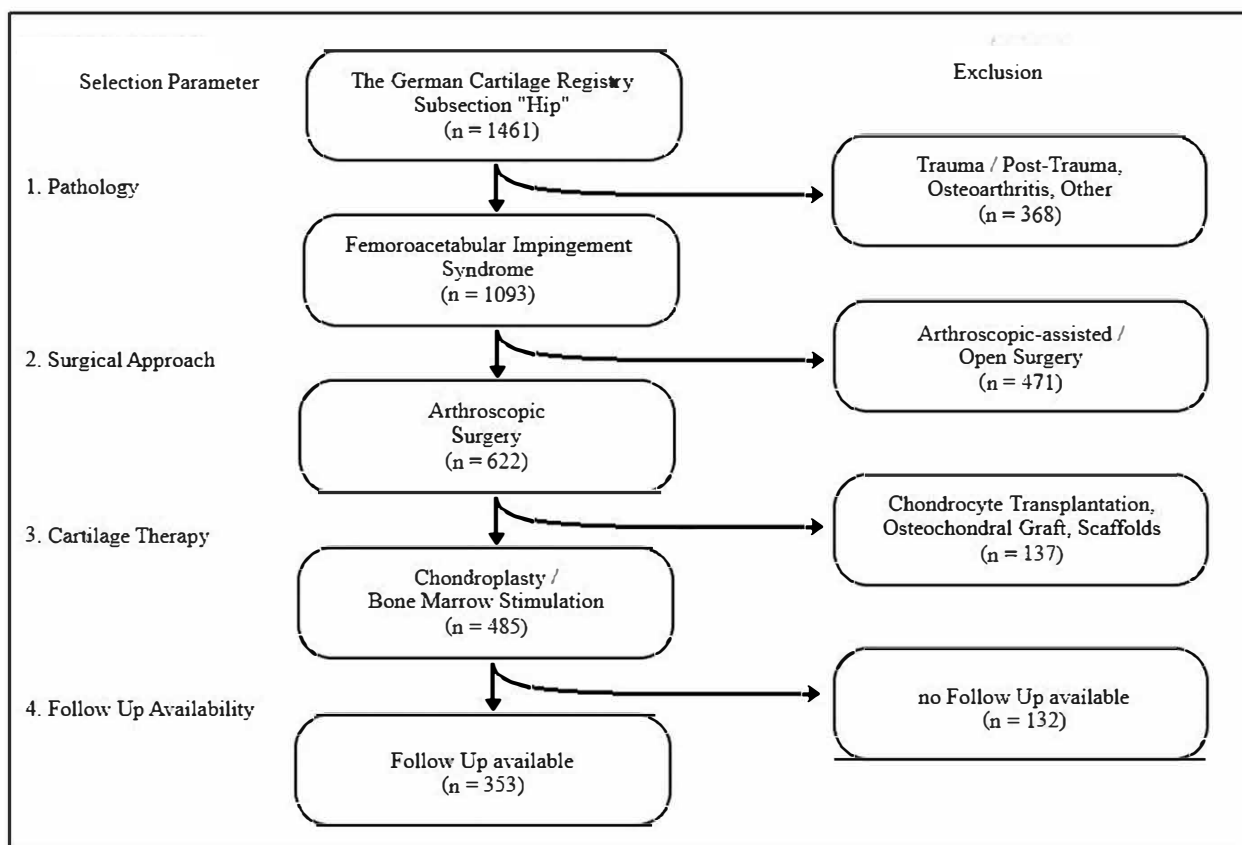 Selection Parameter
The German Cartilage Registry
Subsection "Hip"
(n = 1461)
Exclusion
1. Pathology
Trauma / Post-Trauma,
Osteoarthritis, Other
(n = 368)
Femoroacetabular Impingement
Syndrome
(n = 1093)
2. Surgical Approach
Arthroscopic-assisted /
Open Surgery
(n = 471)
Arthroscopic
Surgery
(n = 622)
3. Cartilage Therapy
Chondrocyte Transplantation,
Osteochondral Graft, Scaffolds
(n = 137)
Chondroplasty /
Bone Marrow Stimulation
(n = 485)
4. Follow Up Availability
no Follow Up available
(n = 132)
Follow Up available
(n = 353)